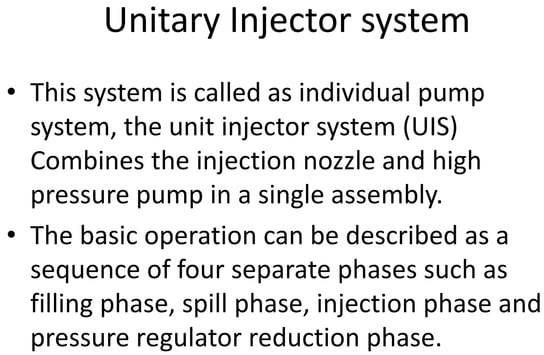 Unitary Injector system
• This system is called as individual pump
system, the unit injector system (UIS)
Combines the injection nozzle and high
pressure pump in a single assembly.
• The basic operation can be described as a
sequence of four separate phases such as
filling phase, spill phase, injection phase and
pressure regulator reduction phase.